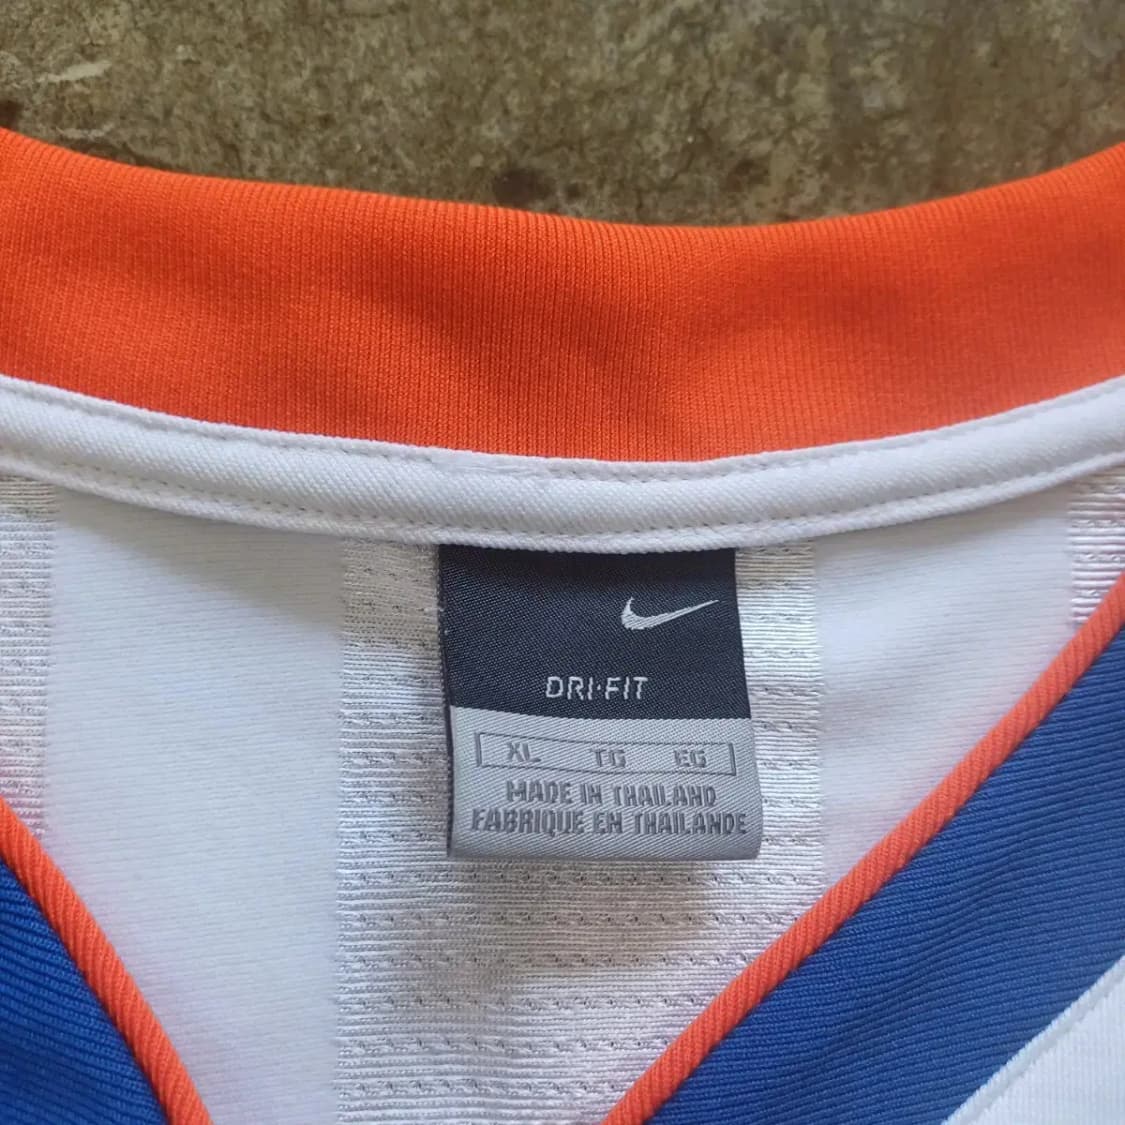 DRI·FIT
XL TG EG
MADE IN THAILAND
FABRIQUE EN THAILANDE